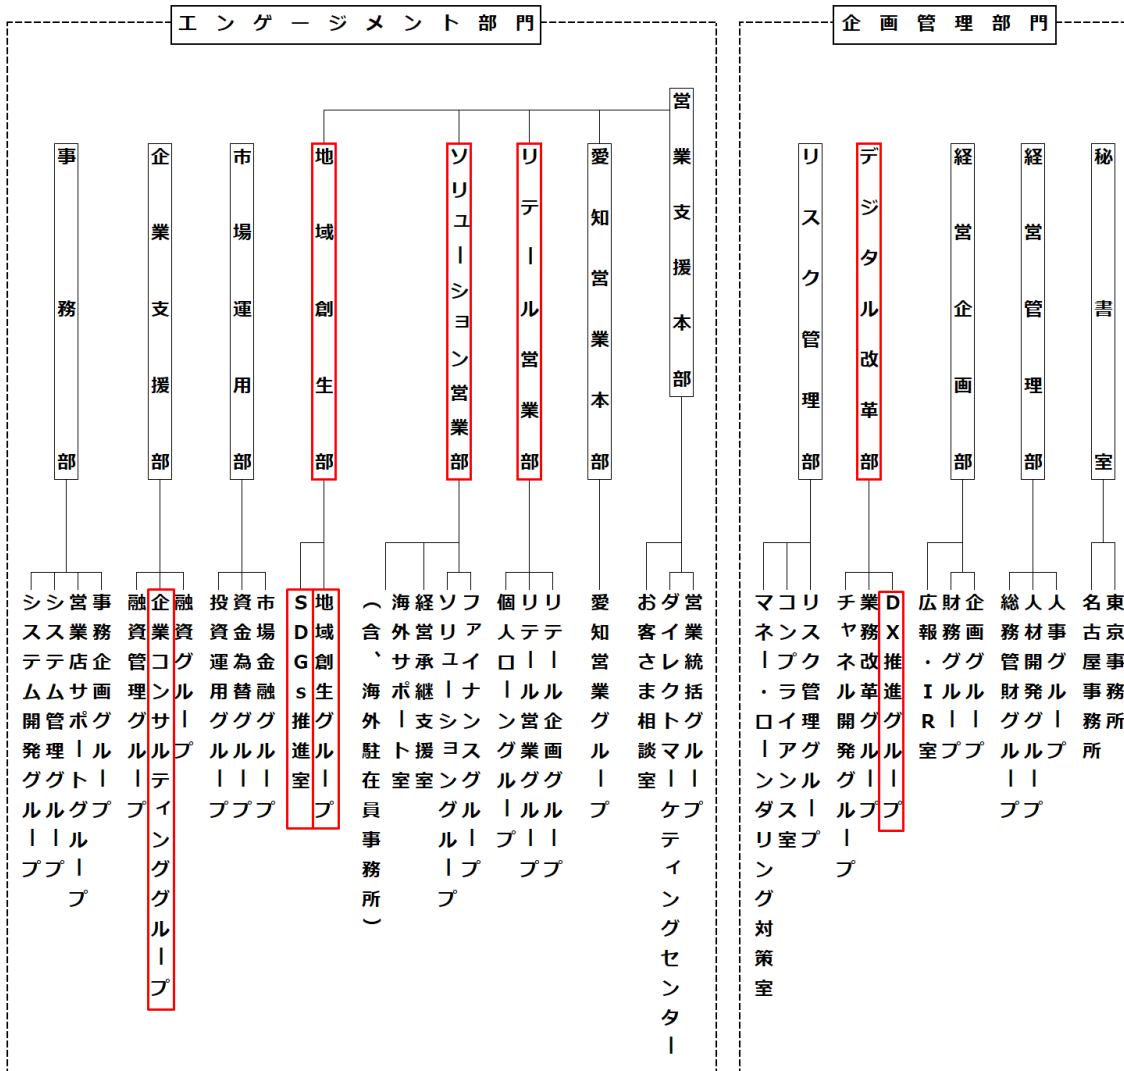 エンゲージメント部門
企画管理部門
営業支援本部
事務部
企業支援部
市場運用部
地域創生部
ソリューション営業部
リテール営業部
愛知営業本部
リスク管理部
デジタル改革部
経営企画部
経営管理部
秘書室
システム開発グループ
システム管理グループ
営業店サポートグループ
事務企画グループ
融資管理グループ
企業コンサルティンググループ
融資グループ
投資運用グループ
資金為替グループ
市場金融グループ
SDGs推進室
地域創生グループ
（含、海外駐在員事務所）
海外サポート室
経営承継支援室
ソリューショングループ
ファイナンスグループ
個人ローングループ
リテール営業グループ
リテール企画グループ
愛知営業グループ
お客さま相談室
ダイレクトマーケティングセンター
営業統括グループ
マネー・ローンダリング対策室
コンプライアンス室
リスク管理グループ
チャネル開発グループ
業務改革グループ
DX推進グループ
広報・IR室
財務グループ
企画グループ
総務管財グループ
人材開発グループ
人事グループ
名古屋事務所
東京事務所